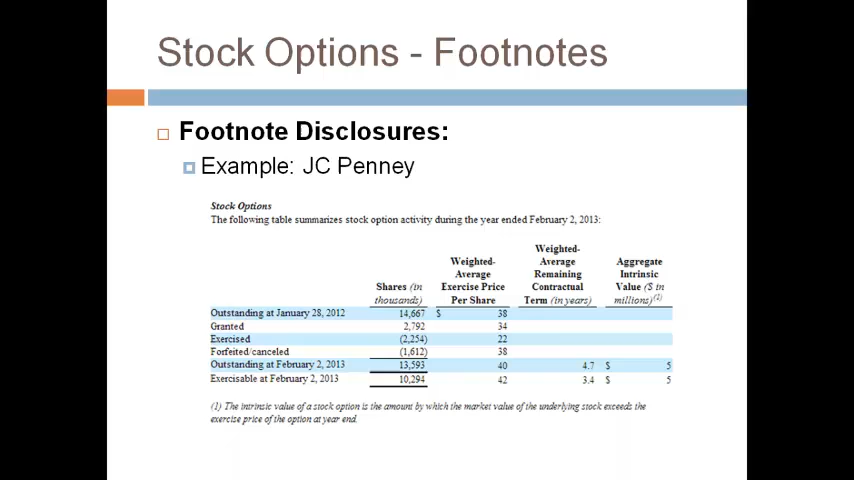 Stock Options - Footnotes
Footnote Disclosures:
Example: JC Penney
Stock Options
The following table summarizes stock option activity during the year ended February 2, 2013:
Shares (in thousands) Weighted-Average Exercise Price Per Share Weighted-Average Remaining Contractual Term (in years) Aggregate Intrinsic Value ($ in millions)(1)
Outstanding at January 28, 2012 14,667 $ 38
Granted 2,792 34
Exercised (2,254) 22
Forfeited/canceled (1,612) 38
Outstanding at February 2, 2013 13,593 40 4.7 $ 5
Exercisable at February 2, 2013 10,294 42 3.4 $ 5
(1) The intrinsic value of a stock option is the amount by which the market value of the underlying stock exceeds the
exercise price of the option at year end.